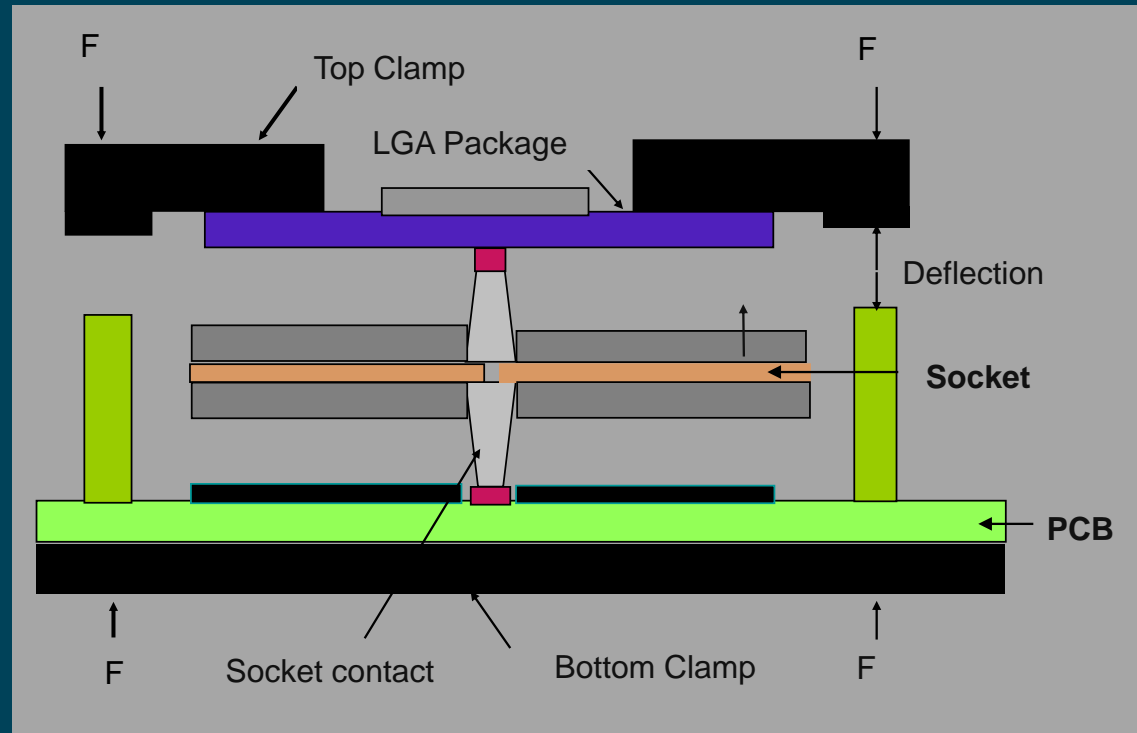 F
F
Top Clamp
LGA Package
Deflection
Socket
PCB
F
Socket contact
Bottom Clamp
F